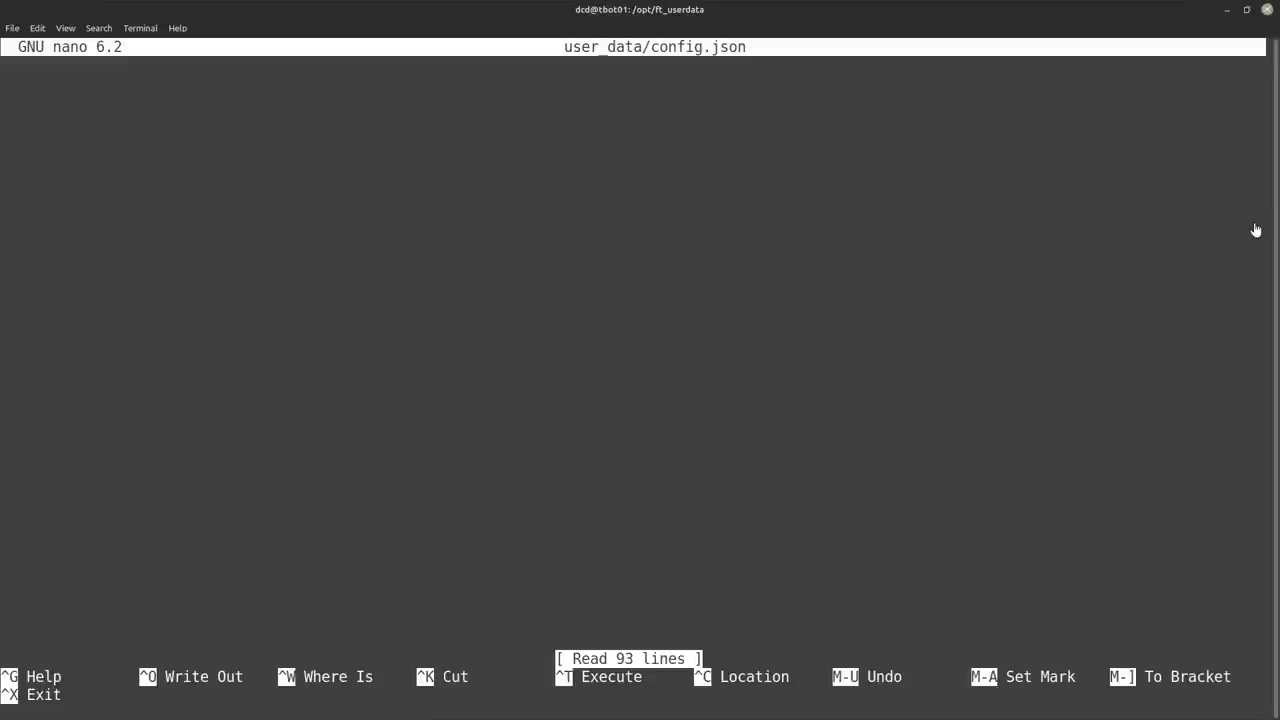 dcd@tbot01: /opt/ft_userdata
File Edit View Search Terminal Help
GNU nano 6.2 user_data/config.json
[ Read 93 lines ]
^G Help ^O Write Out ^W Where Is ^K Cut ^T Execute ^C Location M-U Undo M-A Set Mark M-] To Bracket
^X Exit